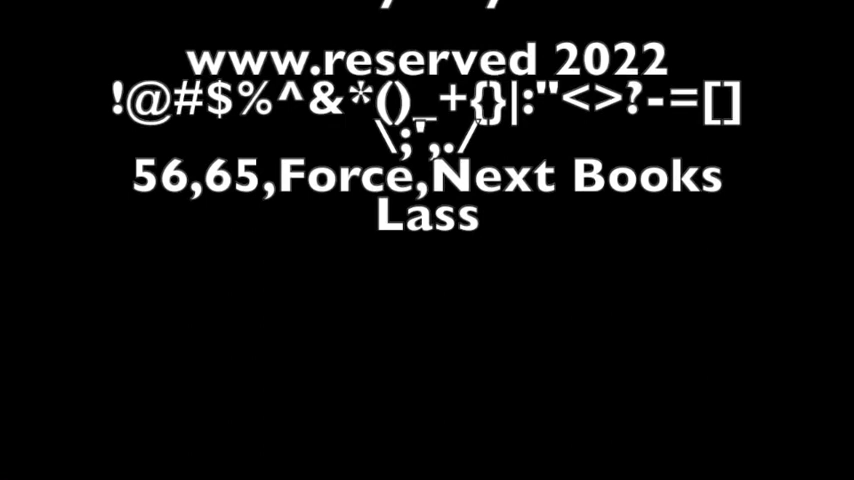 www.reserved 2022
!@#$%^&*()_+{}|:"<>?-=[]
\;',./
56,65,Force,Next Books
Lass